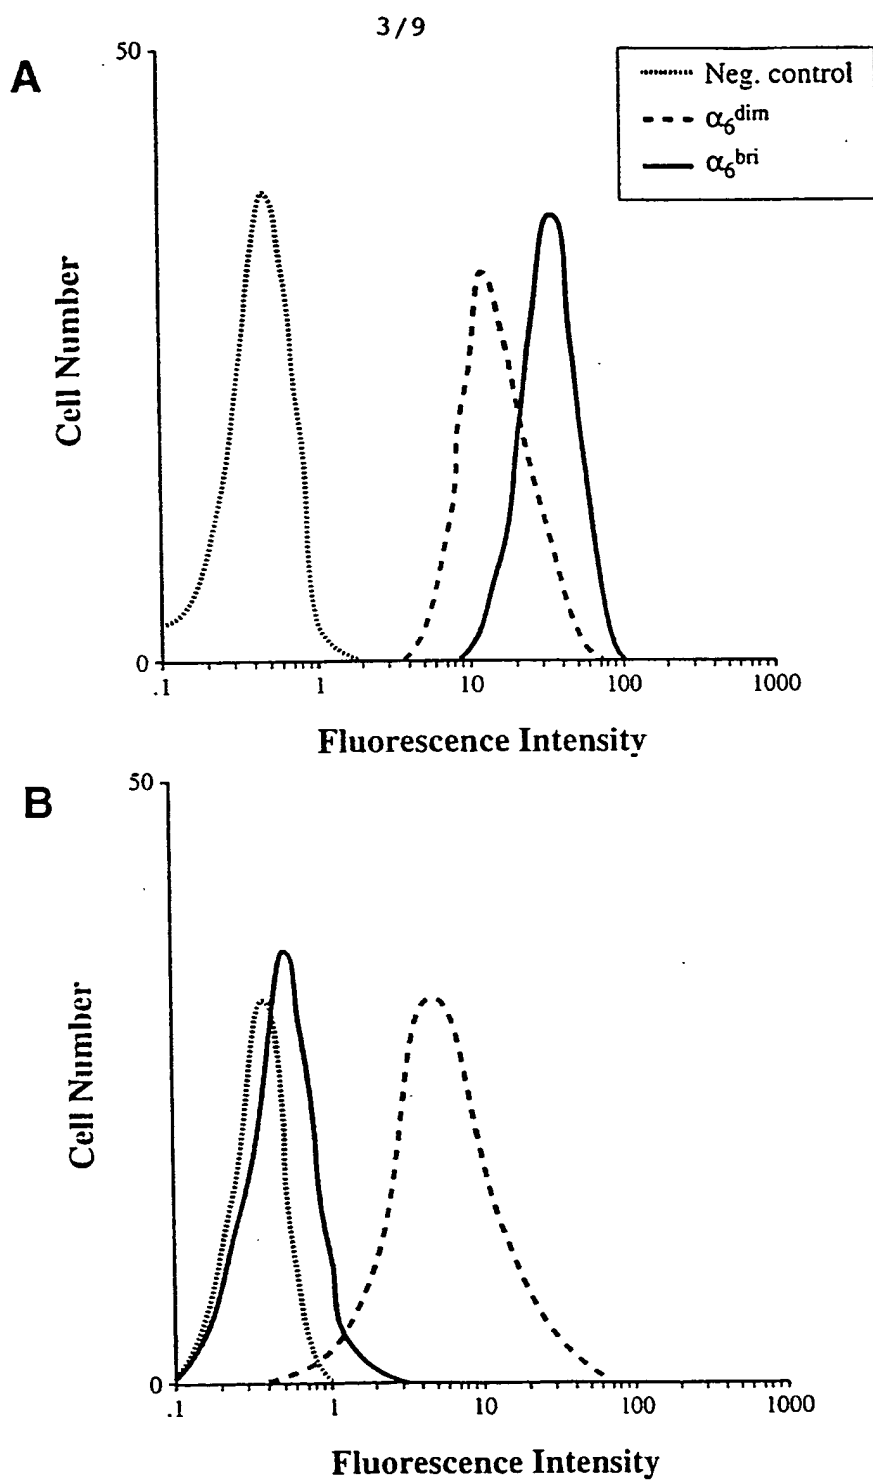 3/9
A
50
Neg. control
α6dim
α6bri
Cell Number
0
.1 1 10 100 1000
Fluorescence Intensity
B
50
Cell Number
0
.1 1 10 100 1000
Fluorescence Intensity